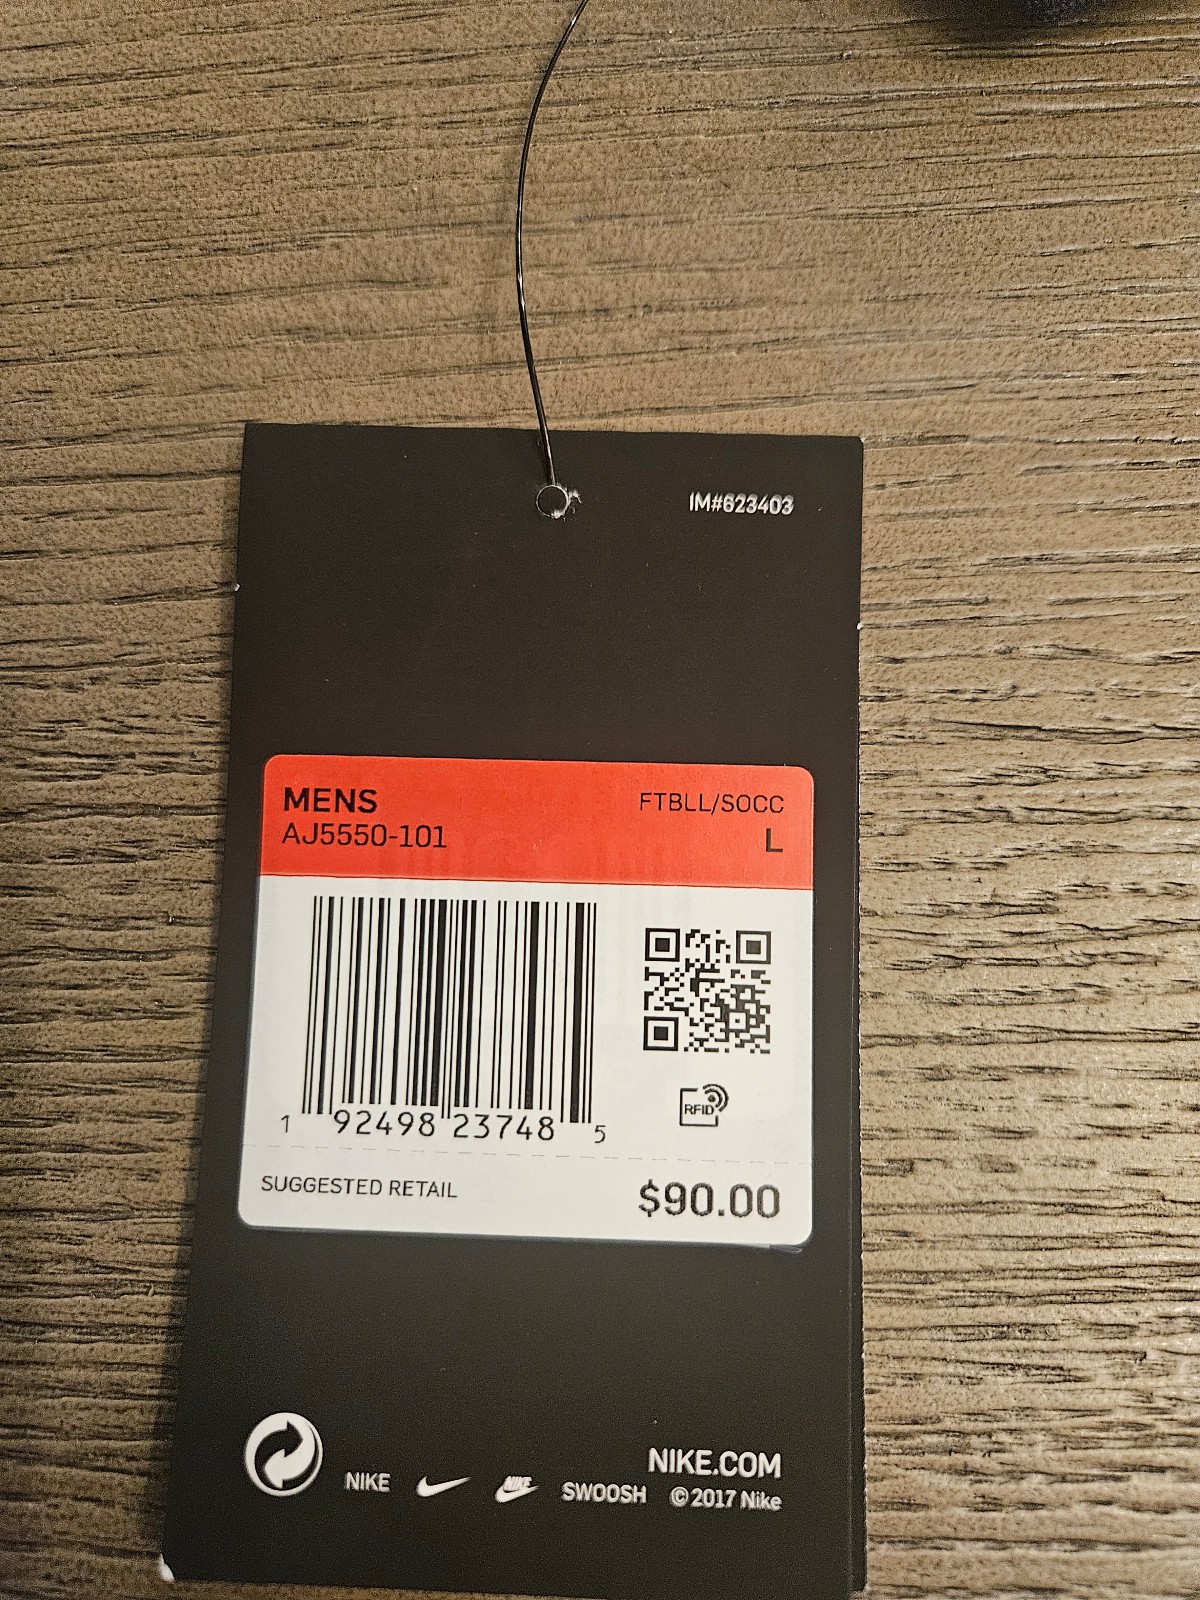 IM#623403
MENS FTBLL/SOCC
AJ5550-101 L
1 92498 23748 5
RFID
SUGGESTED RETAIL $90.00
NIKE.COM
NIKE NIKE SWOOSH © 2017 Nike